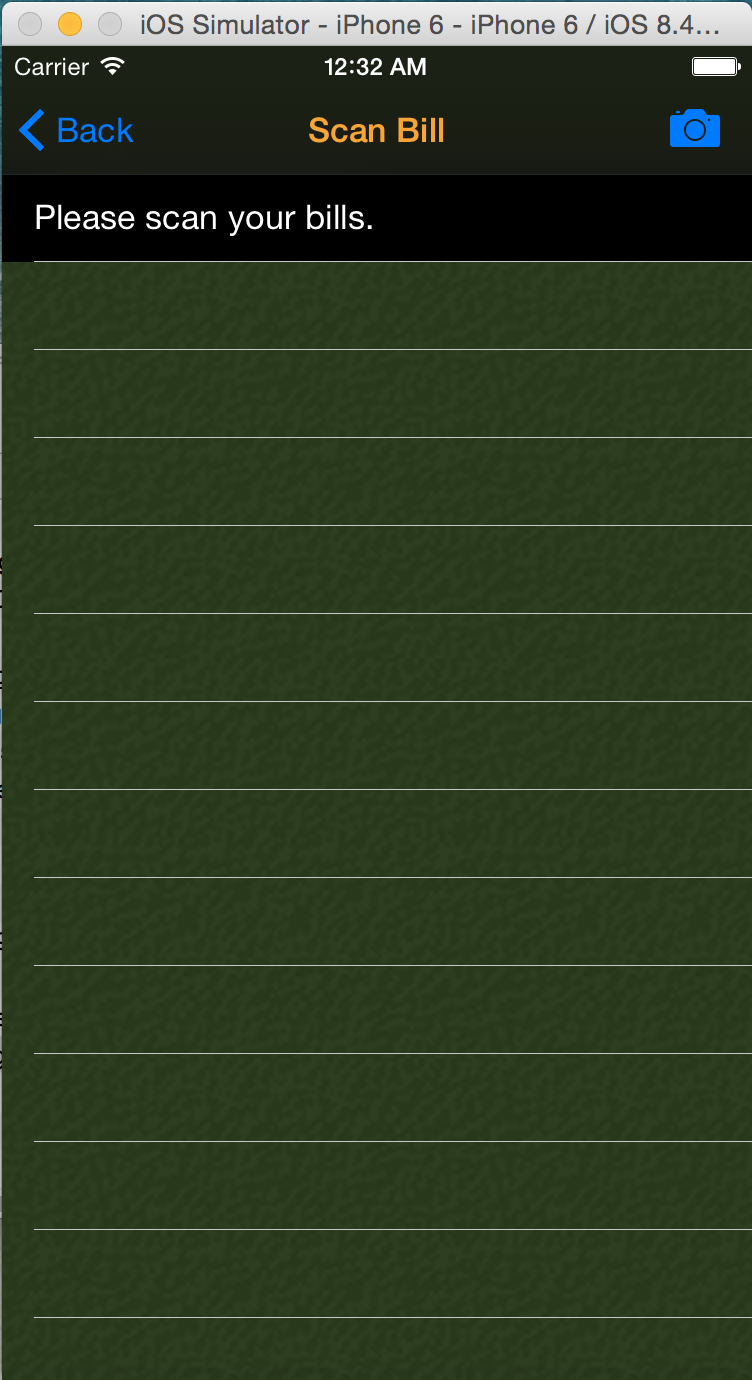 iOS Simulator - iPhone 6 - iPhone 6 / iOS 8.4...
Carrier 12:32 AM
Back Scan Bill
Please scan your bills.